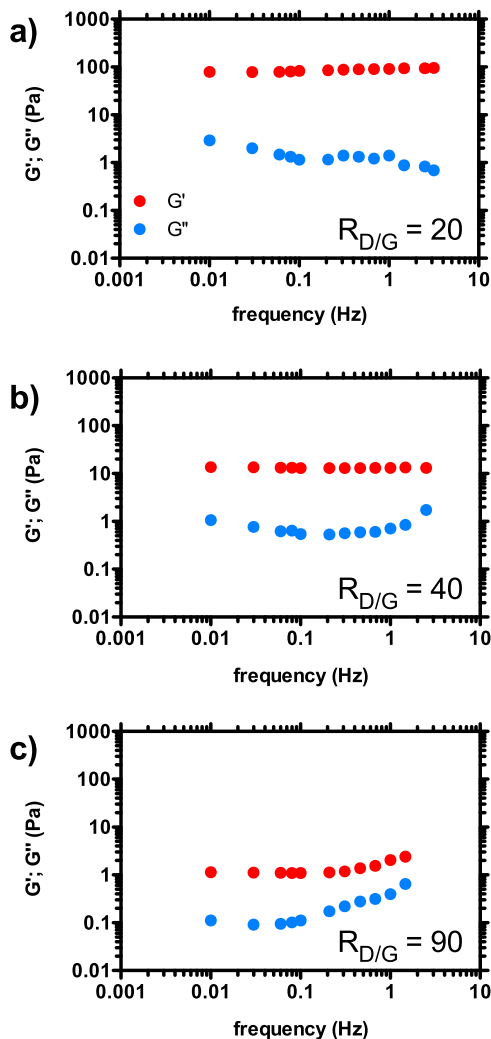 a)
1000
100
10
1
0.1
0.01
G'; G'' (Pa)
G'
G''
R_D/G = 20
0.001 0.01 0.1 1 10
frequency (Hz)
b)
1000
100
10
1
0.1
0.01
G'; G'' (Pa)
R_D/G = 40
0.001 0.01 0.1 1 10
frequency (Hz)
c)
1000
100
10
1
0.1
0.01
G'; G'' (Pa)
R_D/G = 90
0.001 0.01 0.1 1 10
frequency (Hz)